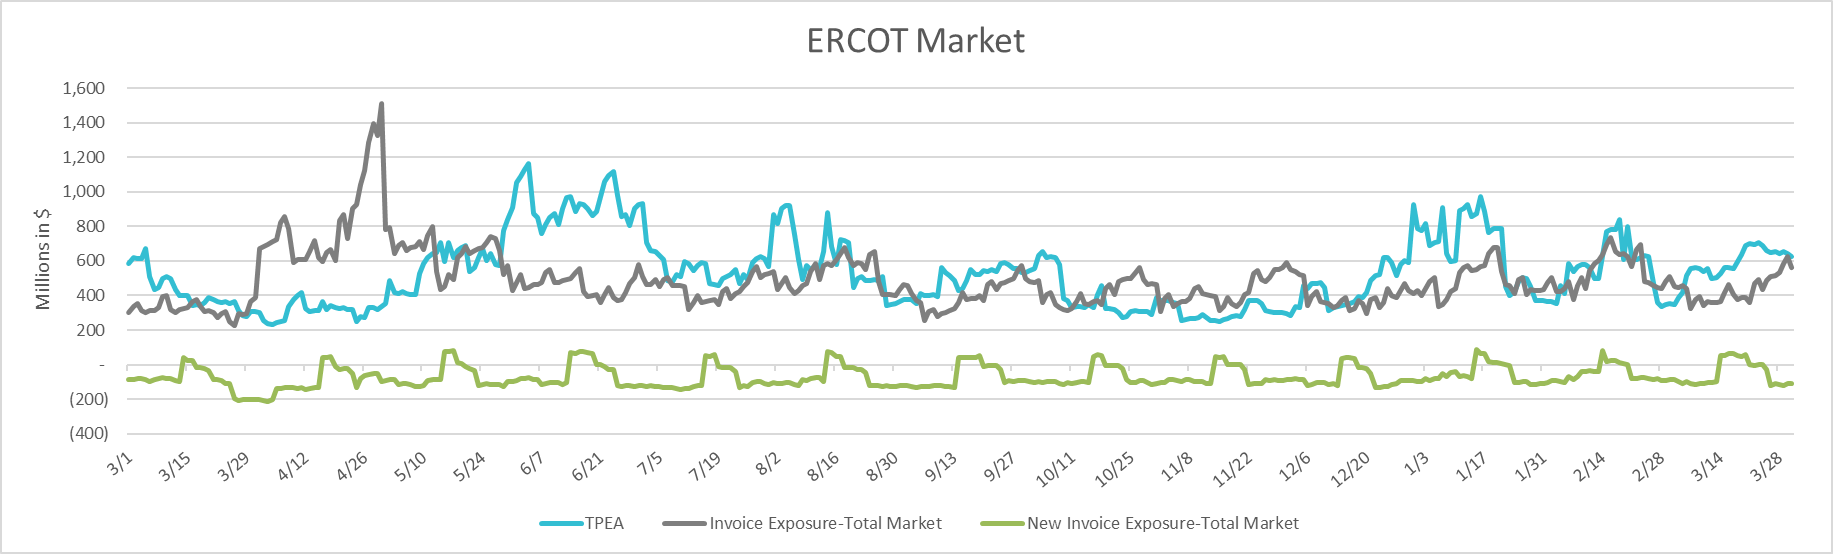 ERCOT Market
Millions in $
1,600
1,400
1,200
1,000
800
600
400
200
-
(200)
(400)
3/1 3/15 3/29 4/12 4/26 5/10 5/24 6/7 6/21 7/5 7/19 8/2 8/16 8/30 9/13 9/27 10/11 10/25 11/8 11/22 12/6 12/20 1/3 1/17 1/31 2/14 2/28 3/14 3/28
TPEA Invoice Exposure-Total Market New Invoice Exposure-Total Market